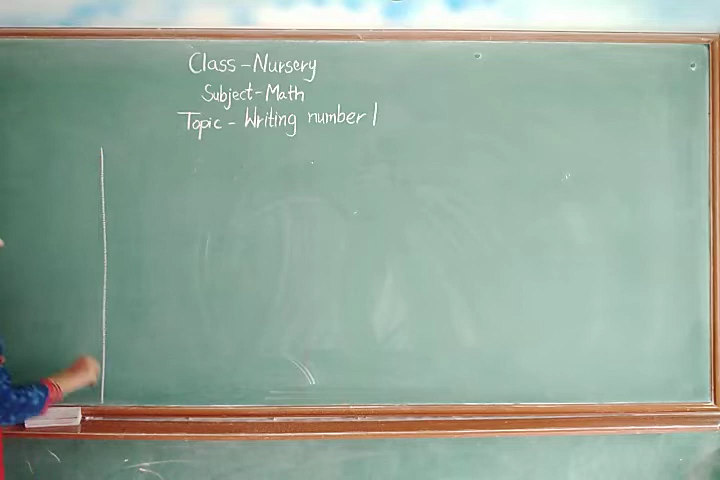 Class - Nursery
Subject - Math
Topic - Writing number 1